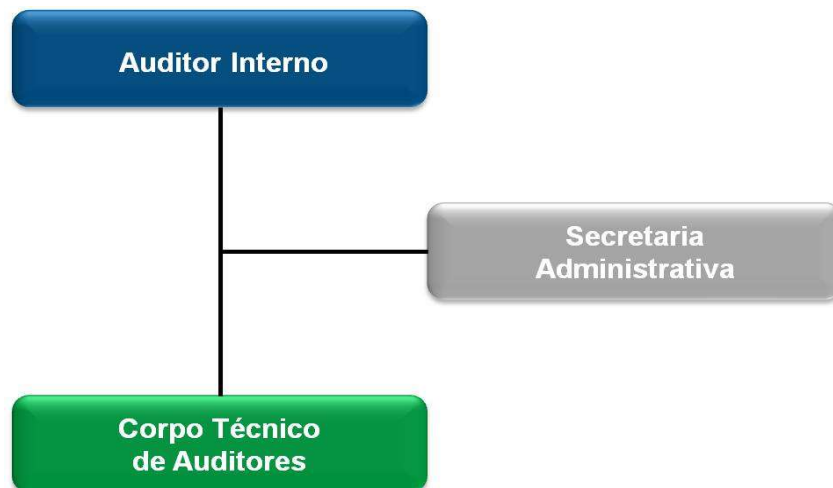 Auditor Interno
Secretaria
Administrativa
Corpo Técnico
de Auditores